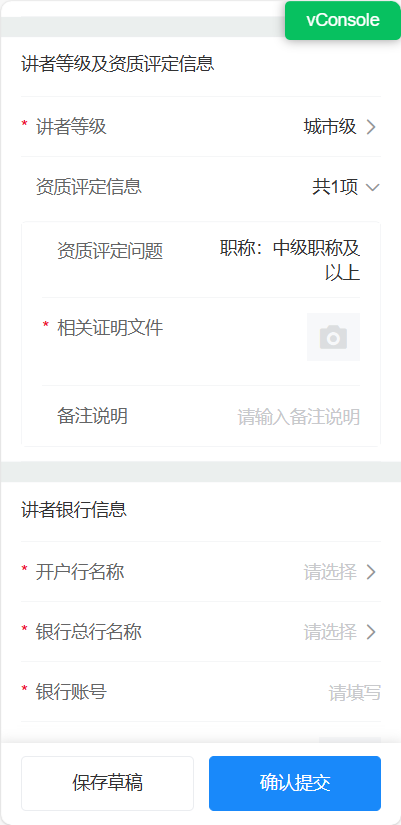 vConsole
讲者等级及资质评定信息
* 讲者等级 城市级
资质评定信息 共1项
资质评定问题 职称：中级职称及
以上
* 相关证明文件
备注说明 请输入备注说明
讲者银行信息
* 开户行名称 请选择
* 银行总行名称 请选择
* 银行账号 请填写
保存草稿 确认提交